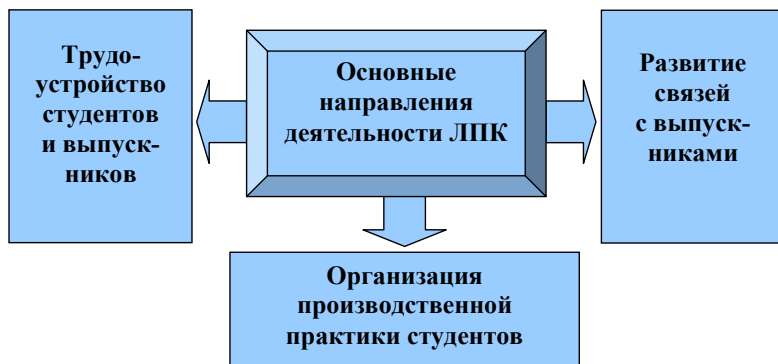 Трудо-
устройство
студентов
и выпуск-
ников
Основные
направления
деятельности ЛПК
Развитие
связей
с выпуск-
никами
Организация
производственной
практики студентов